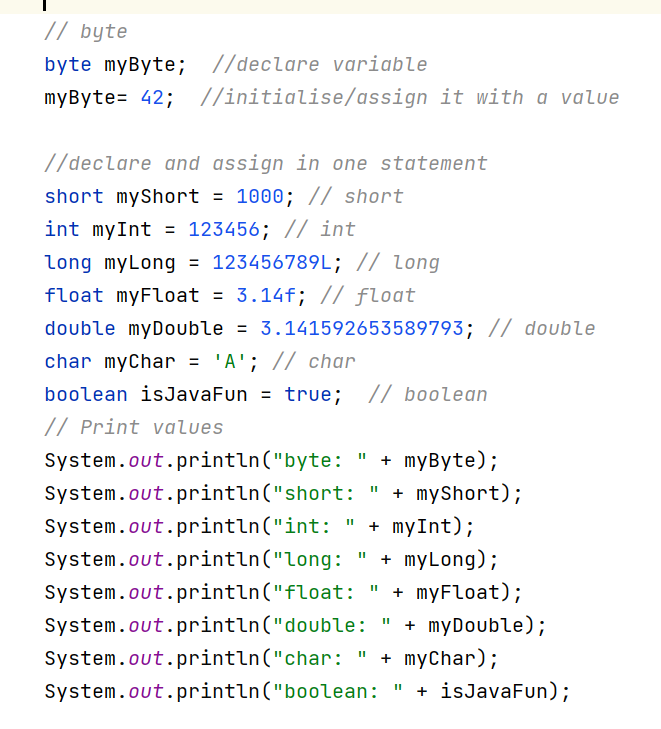 // byte
byte myByte;  //declare variable
myByte= 42;  //initialise/assign it with a value
//declare and assign in one statement
short myShort = 1000; // short
int myInt = 123456; // int
long myLong = 123456789L; // long
float myFloat = 3.14f; // float
double myDouble = 3.141592653589793; // double
char myChar = 'A'; // char
boolean isJavaFun = true;  // boolean
// Print values
System.out.println("byte: " + myByte);
System.out.println("short: " + myShort);
System.out.println("int: " + myInt);
System.out.println("long: " + myLong);
System.out.println("float: " + myFloat);
System.out.println("double: " + myDouble);
System.out.println("char: " + myChar);
System.out.println("boolean: " + isJavaFun);